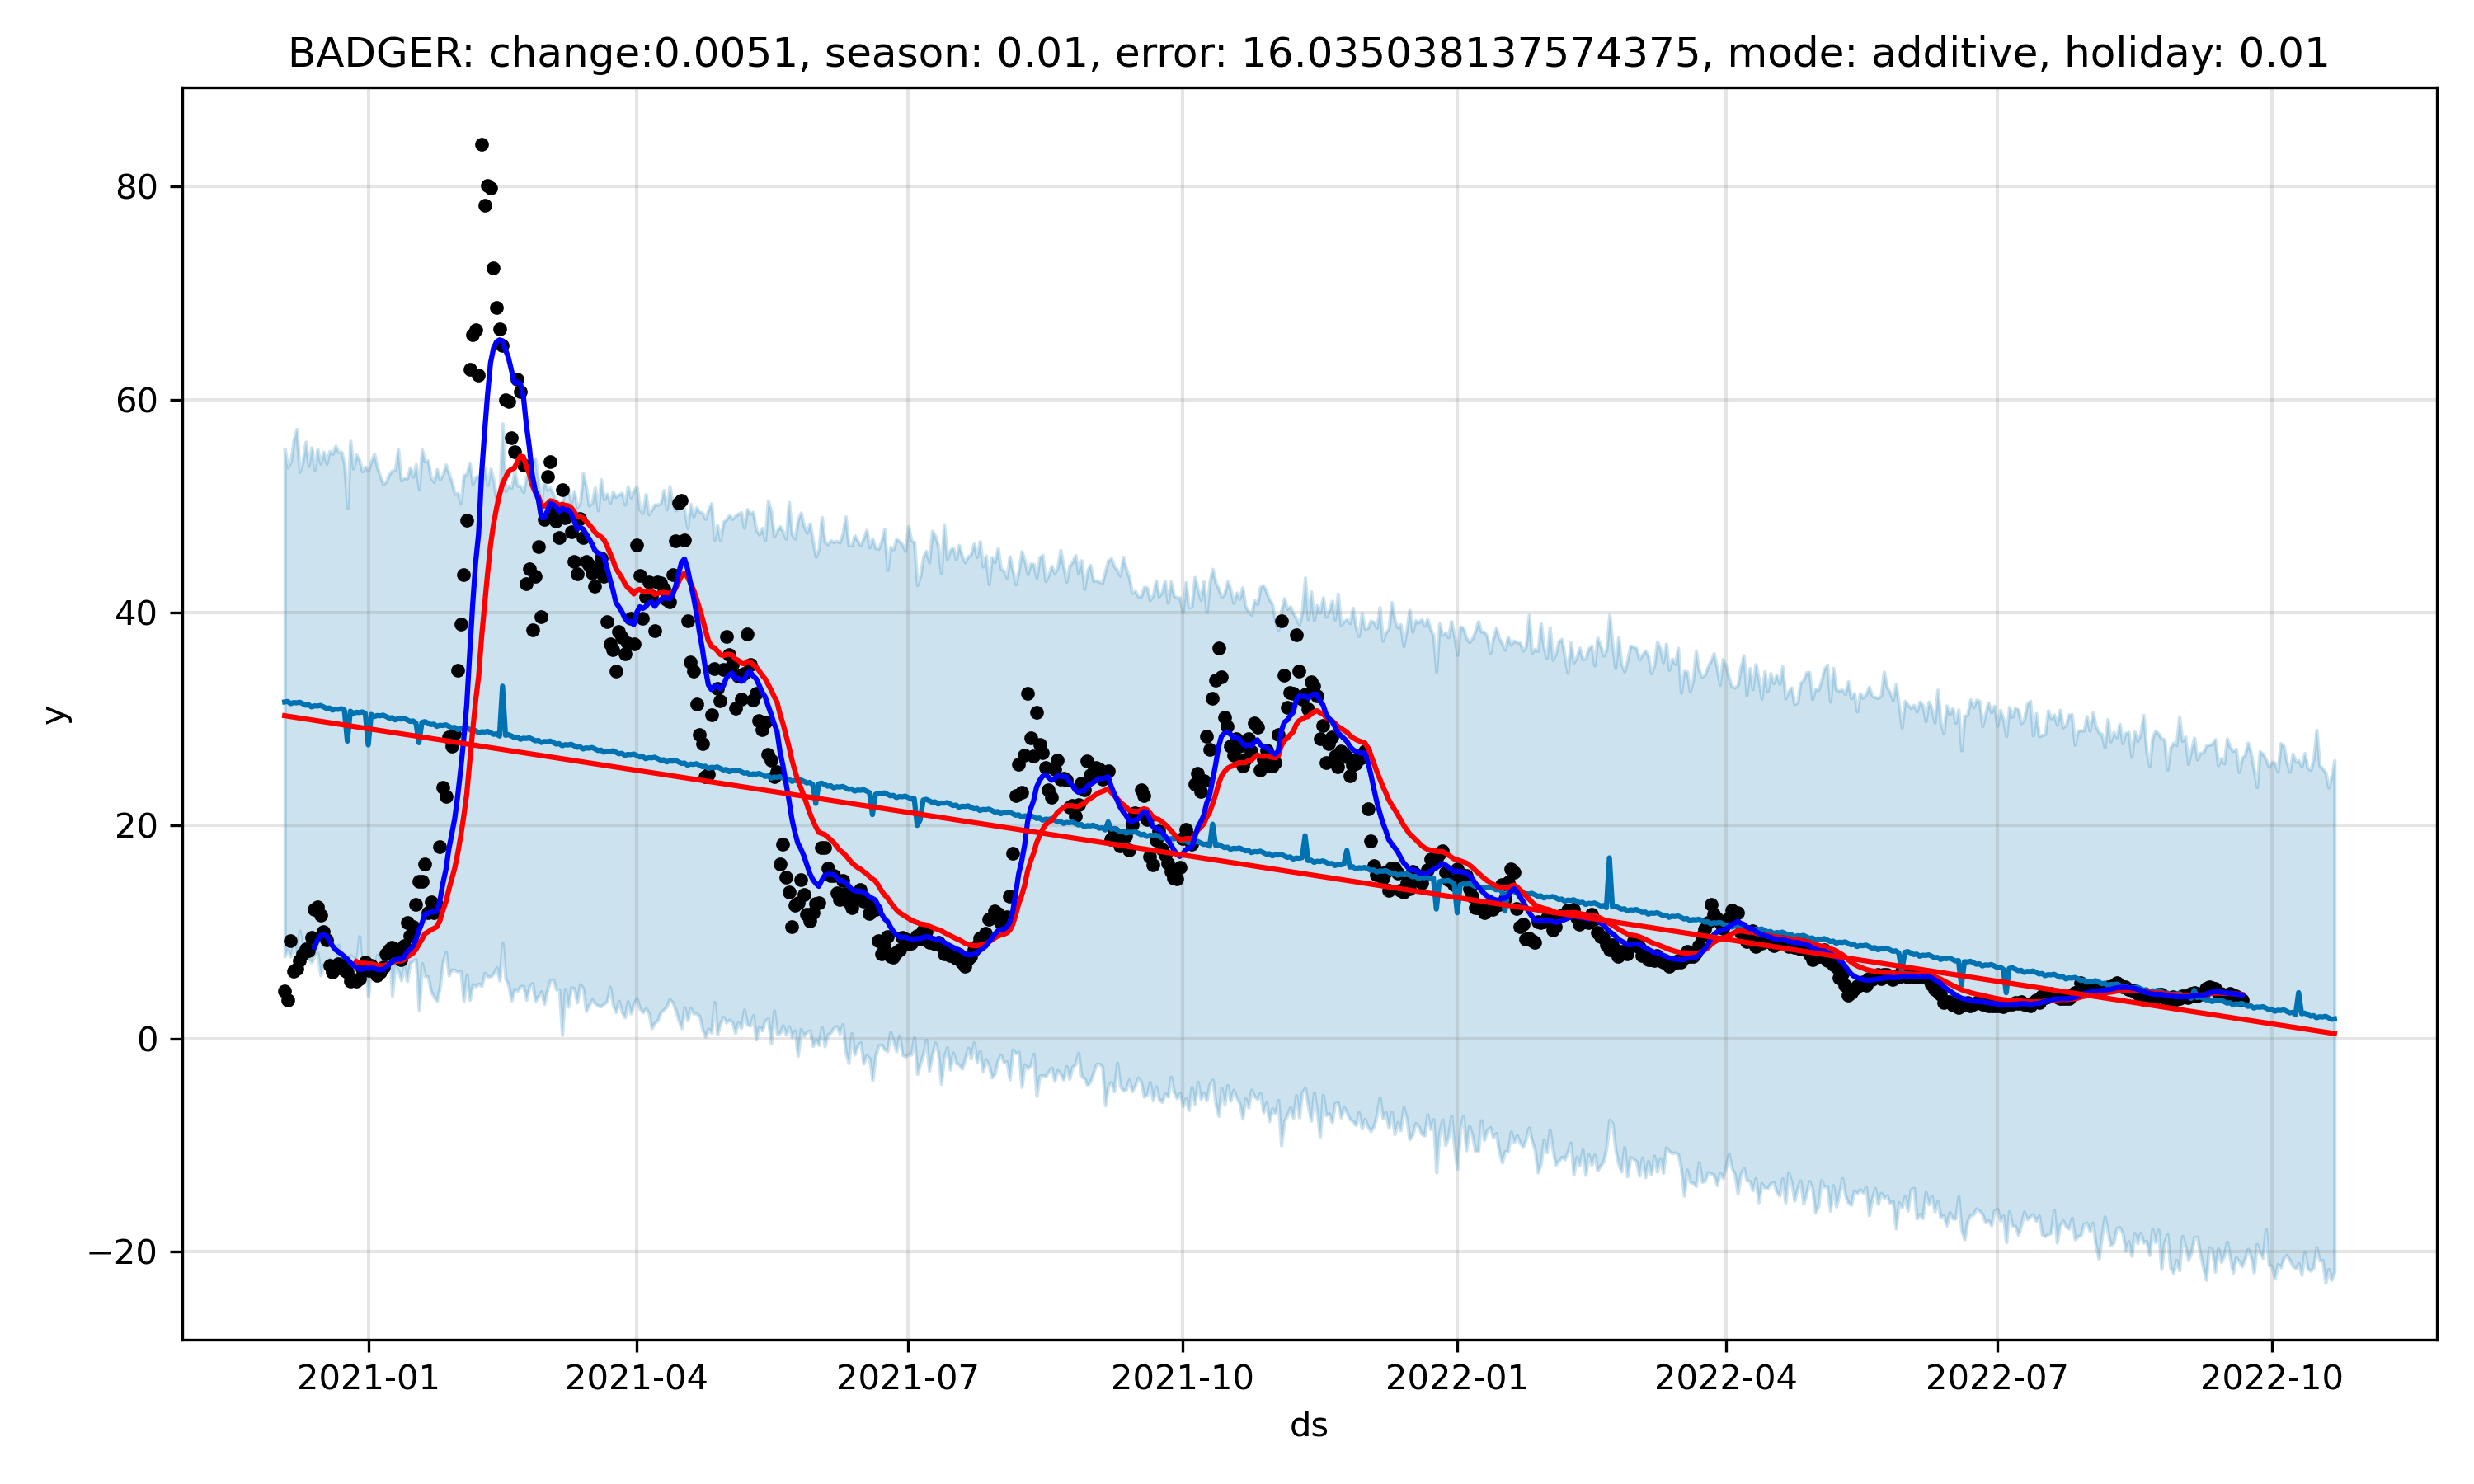 BADGER: change:0.0051, season: 0.01, error: 16.035038137574375, mode: additive, holiday: 0.01
y
80
60
40
20
0
−20
2021-01 2021-04 2021-07 2021-10 2022-01 2022-04 2022-07 2022-10
ds